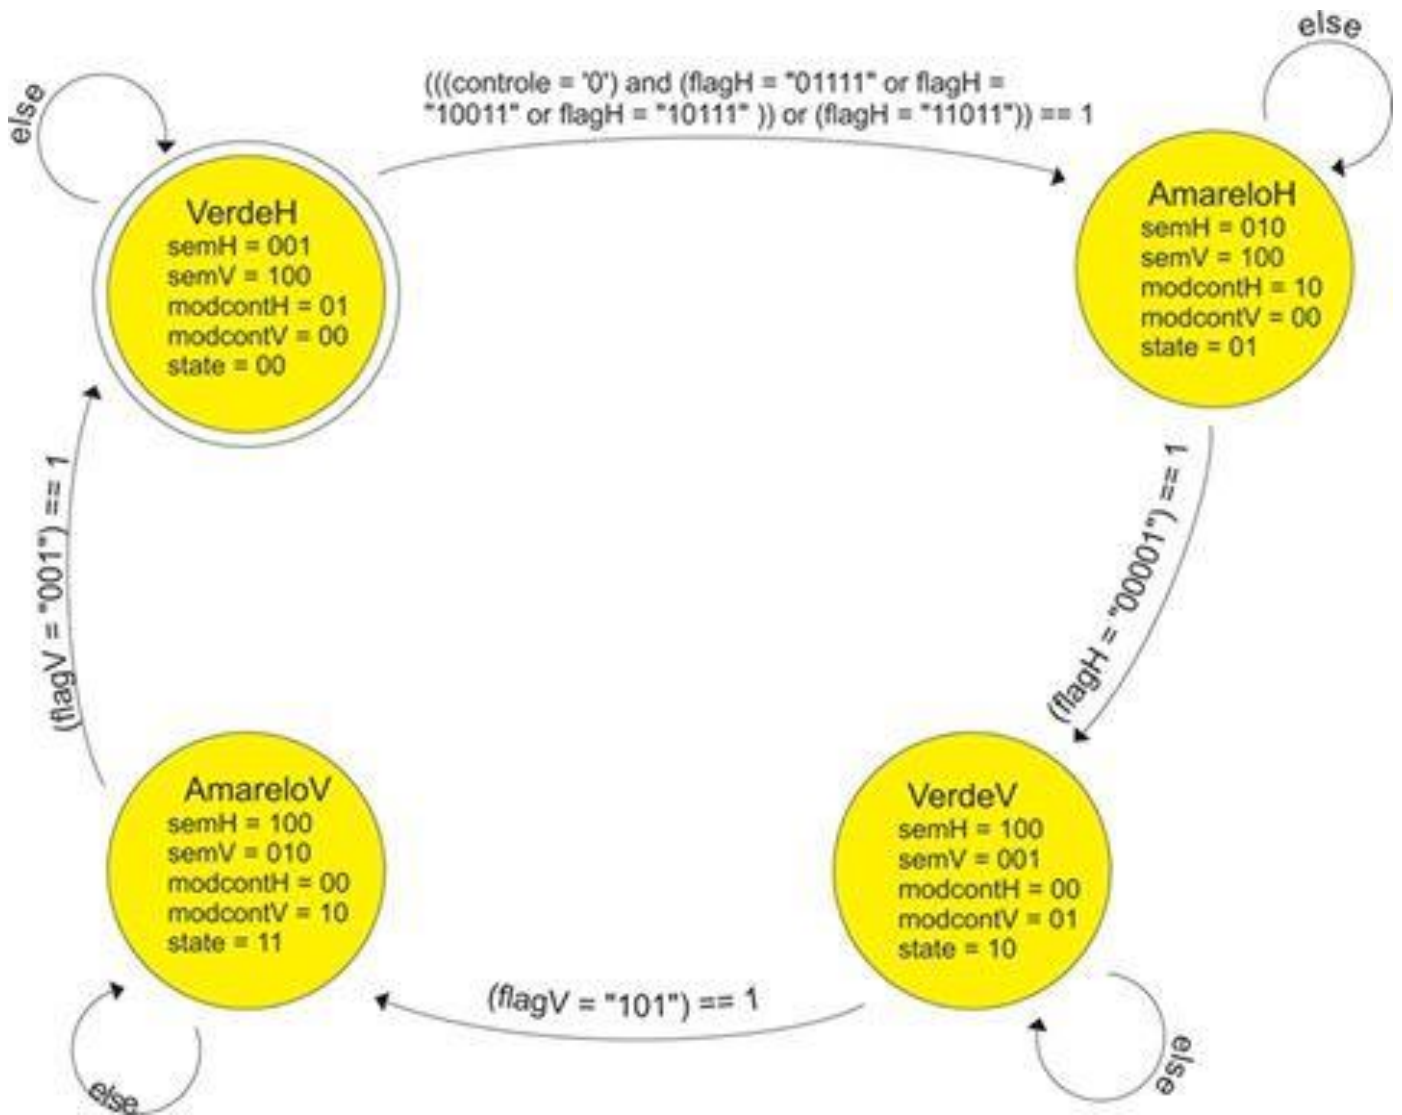 else
(((controle = '0') and (flagH = "01111" or flagH =
"10011" or flagH = "10111" )) or (flagH = "11011")) == 1
else
VerdeH
semH = 001
semV = 100
modcontH = 01
modcontV = 00
state = 00
AmareloH
semH = 010
semV = 100
modcontH = 10
modcontV = 00
state = 01
(flagV = "001") == 1
(flagH = "00001") == 1
AmareloV
semH = 100
semV = 010
modcontH = 00
modcontV = 10
state = 11
VerdeV
semH = 100
semV = 001
modcontH = 00
modcontV = 01
state = 10
(flagV = "101") == 1
else
else